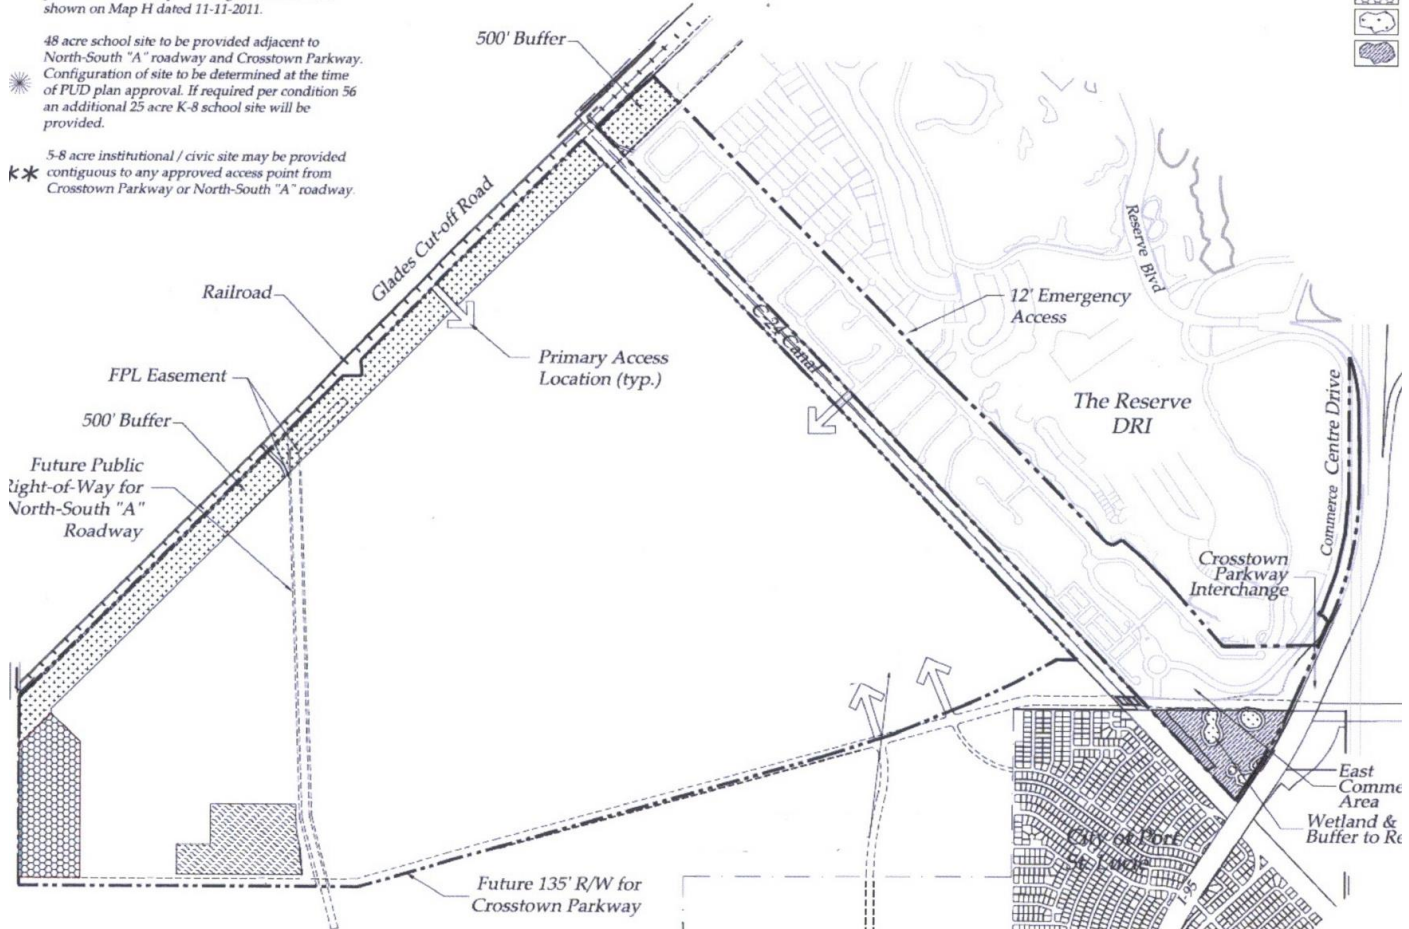 shown on Map H dated 11-11-2011.
48 acre school site to be provided adjacent to
North-South "A" roadway and Crosstown Parkway.
Configuration of site to be determined at the time
of PUD plan approval. If required per condition 56
an additional 25 acre K-8 school site will be
provided.
** 5-8 acre institutional / civic site may be provided
contiguous to any approved access point from
Crosstown Parkway or North-South "A" roadway.
500' Buffer
Glades Cut-off Road
Railroad
FPL Easement
500' Buffer
Future Public
Right-of-Way for
North-South "A"
Roadway
Primary Access
Location (typ.)
C-24 Canal
12' Emergency
Access
Reserve Blvd
The Reserve
DRI
Commerce Centre Drive
Crosstown
Parkway
Interchange
East
Comme
Area
Wetland &
Buffer to Re
City of Port
St. Lucie
I-95
Future 135' R/W for
Crosstown Parkway